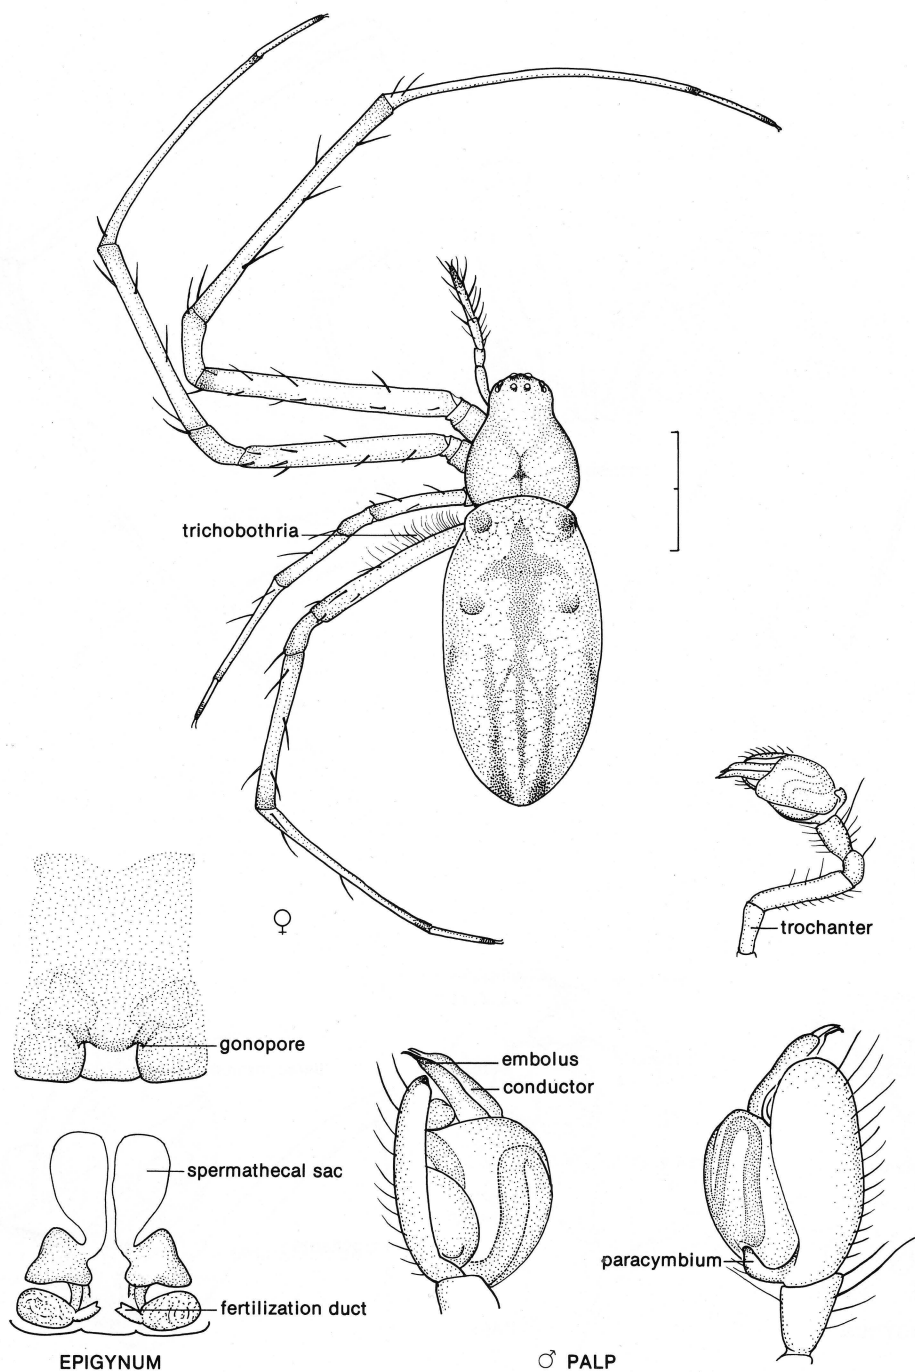 trichobothria
♀
trochanter
gonopore
embolus
conductor
spermathecal sac
paracymbium
fertilization duct
EPIGYNUM
♂ PALP